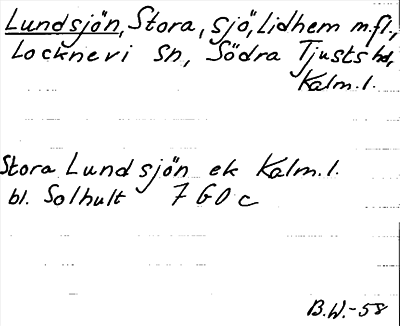 Lundsjön, Stora, sjö, Lidhem m.fl.,
Locknevi sn, Södra Tjusts hd,
Kalm.l.
Stora Lundsjön ek Kalm.l.
bl. Solhult 7 G 0 c
B.W.-58